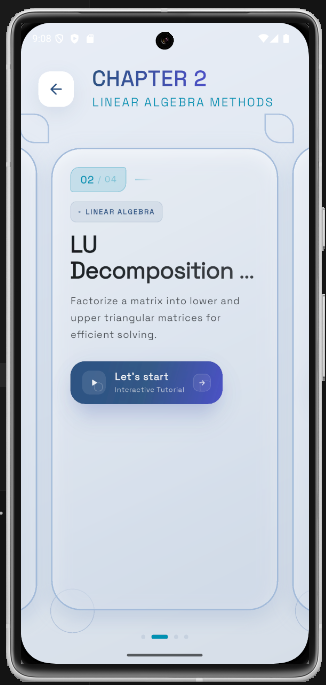 9:08
CHAPTER 2
LINEAR ALGEBRA METHODS
02 / 04
• LINEAR ALGEBRA
LU
Decomposition ...
Factorize a matrix into lower and
upper triangular matrices for
efficient solving.
Let's start
Interactive Tutorial